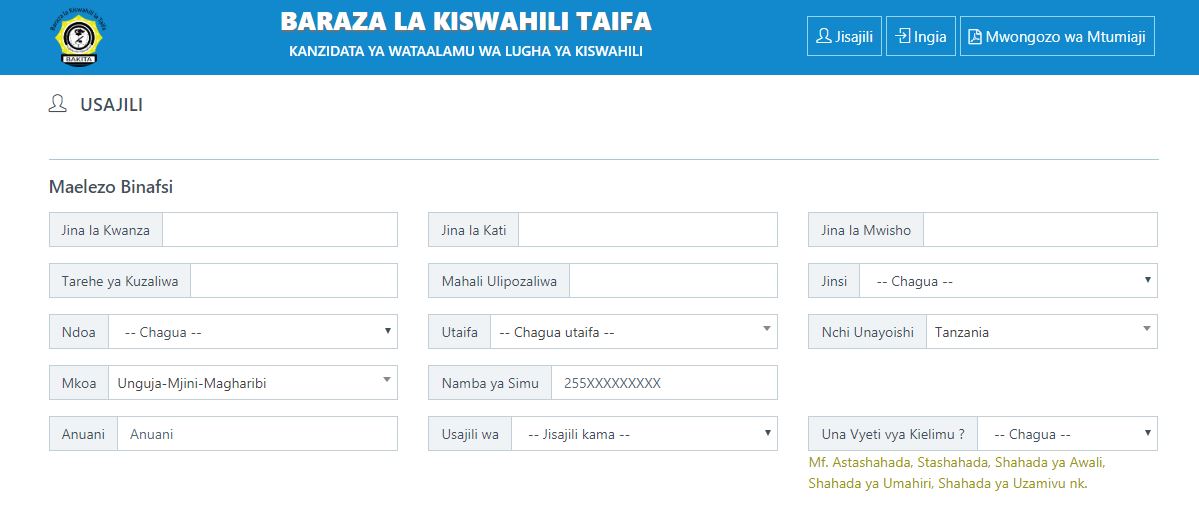 Baraza la Kiswahili la Taifa
BAKITA
BARAZA LA KISWAHILI TAIFA
KANZIDATA YA WATAALAMU WA LUGHA YA KISWAHILI
Jisajili
Ingia
Mwongozo wa Mtumiaji
USAJILI
Maelezo Binafsi
Jina la Kwanza
Jina la Kati
Jina la Mwisho
Tarehe ya Kuzaliwa
Mahali Ulipozaliwa
Jinsi -- Chagua --
Ndoa -- Chagua --
Utaifa -- Chagua utaifa --
Nchi Unayoishi Tanzania
Mkoa Unguja-Mjini-Magharibi
Namba ya Simu 255XXXXXXXXX
Anuani Anuani
Usajili wa -- Jisajili kama --
Una Vyeti vya Kielimu ? -- Chagua --
Mf. Astashahada, Stashahada, Shahada ya Awali,
Shahada ya Umahiri, Shahada ya Uzamivu nk.